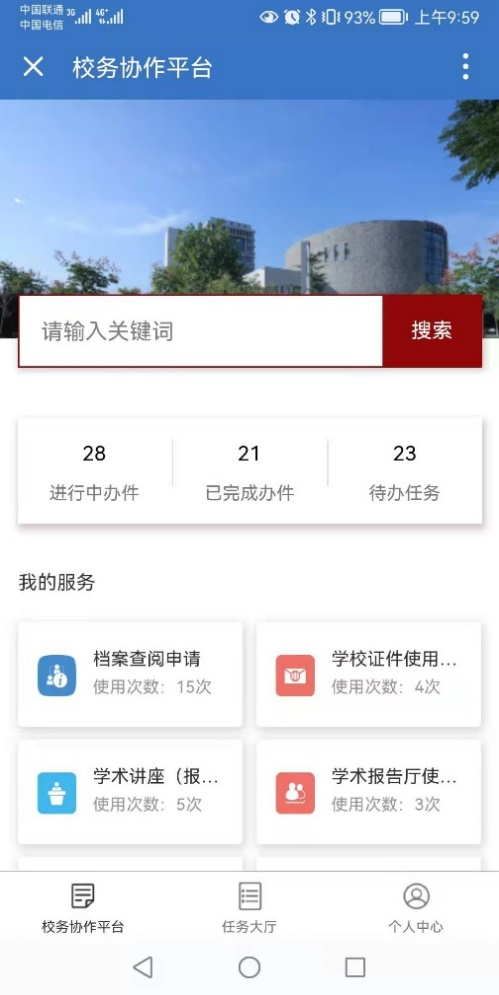 中国联通 3G 4G+
中国电信
93% 上午9:59
校务协作平台
请输入关键词 搜索
28 21 23
进行中办件 已完成办件 待办任务
我的服务
档案查阅申请 学校证件使用...
使用次数：15次 使用次数：4次
学术讲座（报... 学术报告厅使...
使用次数：5次 使用次数：3次
校务协作平台 任务大厅 个人中心